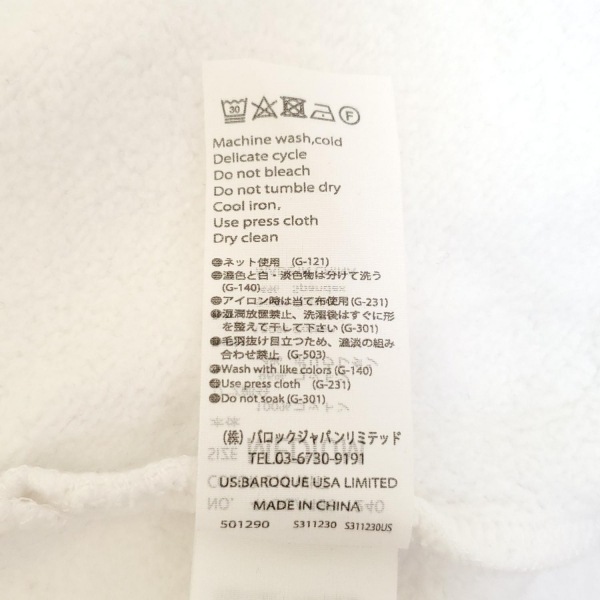 30
F
Machine wash,cold
Delicate cycle
Do not bleach
Do not tumble dry
Cool iron,
Use press cloth
Dry clean
ネット使用 (G-121)
濃色と白・淡色物は分けて洗う
(G-140)
アイロン時は当て布使用 (G-231)
湿潤放置禁止、洗濯後はすぐに形
を整えて干して下さい (G-301)
毛羽抜け目立つため、濃淡の組み
合わせ禁止 (G-503)
Wash with like colors (G-140)
Use press cloth (G-231)
Do not soak (G-301)
(株) バロックジャパンリミテッド
TEL.03-6730-9191
US:BAROQUE USA LIMITED
MADE IN CHINA
501290 S311230 S311230US